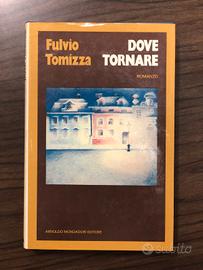 Fulvio
Tomizza
DOVE
TORNARE
ROMANZO
ARNOLDO MONDADORI EDITORE
subito